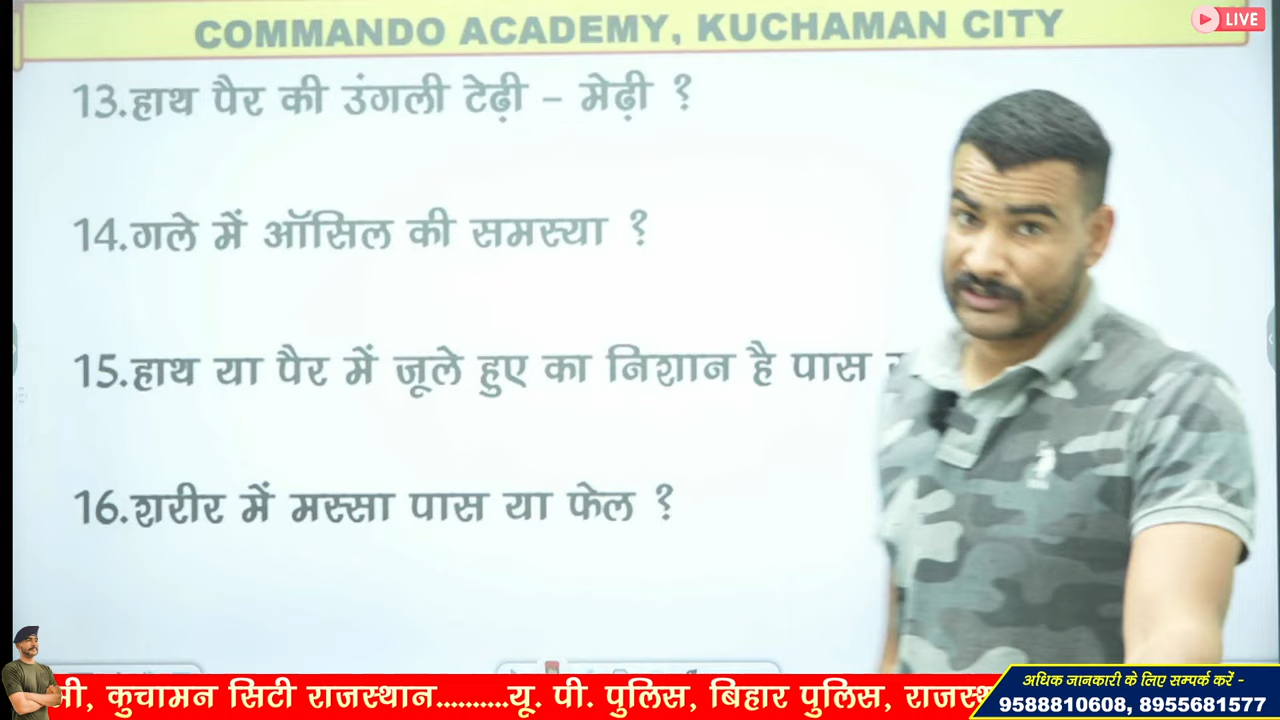 COMMANDO ACADEMY, KUCHAMAN CITY
LIVE
13.हाथ पैर की उंगली टेढ़ी – मेढ़ी ?
14.गले में ऑसिल की समस्या ?
15.हाथ या पैर में जूले हुए का निशान है पास
16.शरीर में मस्सा पास या फेल ?
सी, कुचामन सिटी राजस्थान..........यू. पी. पुलिस, बिहार पुलिस,
अधिक जानकारी के लिए सम्पर्क करें -
9588810608, 8955681577